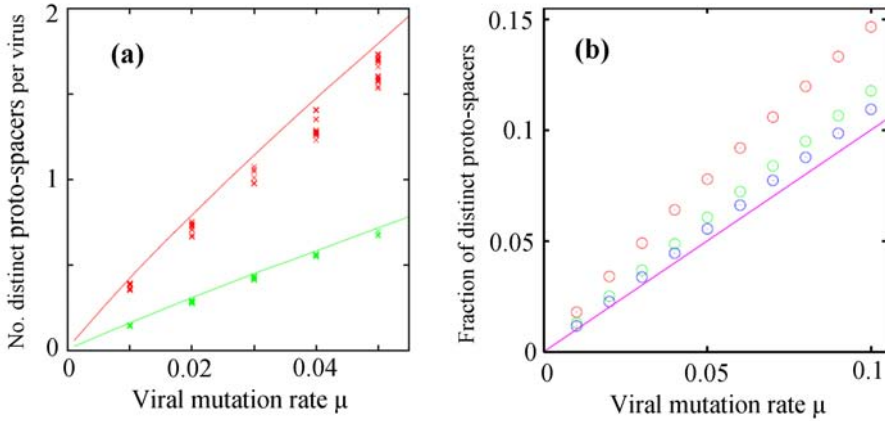 (a)
No. distinct proto-spacers per virus
2
1
0
0 0.02 0.04
Viral mutation rate μ
(b)
Fraction of distinct proto-spacers
0.15
0.1
0.05
0
0 0.05 0.1
Viral mutation rate μ